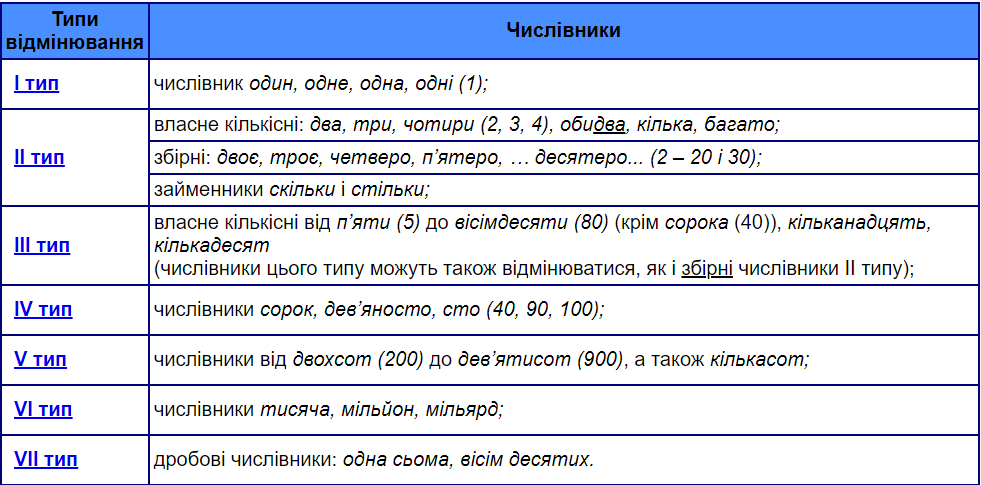 Типи
відмінювання
Числівники
І тип
числівник один, одне, одна, одні (1);
ІІ тип
власне кількісні: два, три, чотири (2, 3, 4), обидва, кілька, багато;
збірні: двоє, троє, четверо, п’ятеро, … десятеро... (2 – 20 і 30);
займенники скільки і стільки;
ІІІ тип
власне кількісні від п’яти (5) до вісімдесяти (80) (крім сорока (40)), кільканадцять,
кількадесят
(числівники цього типу можуть також відмінюватися, як і збірні числівники ІІ типу);
IV тип
числівники сорок, дев’яносто, сто (40, 90, 100);
V тип
числівники від двохсот (200) до дев’ятисот (900), а також кількасот;
VI тип
числівники тисяча, мільйон, мільярд;
VII тип
дробові числівники: одна сьома, вісім десятих.